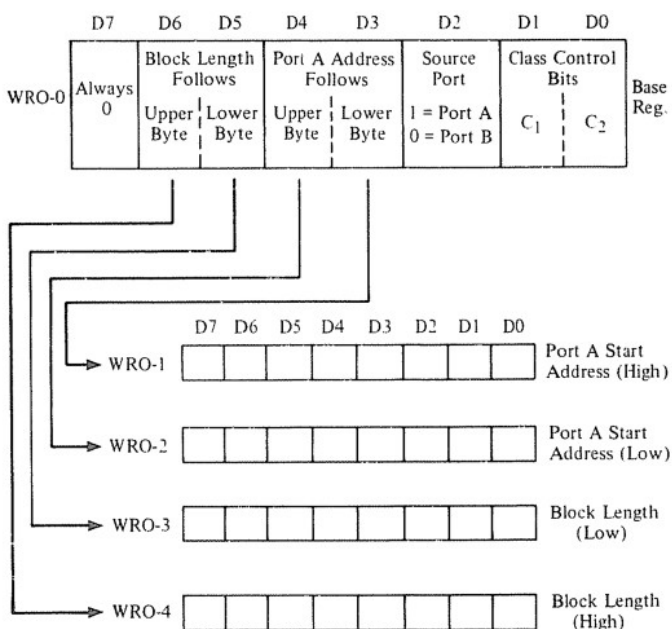 D7 D6 D5 D4 D3 D2 D1 D0
WRO-0
Always
0
Block Length
Follows
Upper
Byte
Lower
Byte
Port A Address
Follows
Upper
Byte
Lower
Byte
Source
Port
1 = Port A
0 = Port B
Class Control
Bits
C1
C2
Base
Reg.
D7 D6 D5 D4 D3 D2 D1 D0
WRO-1
Port A Start
Address (High)
WRO-2
Port A Start
Address (Low)
WRO-3
Block Length
(Low)
WRO-4
Block Length
(High)